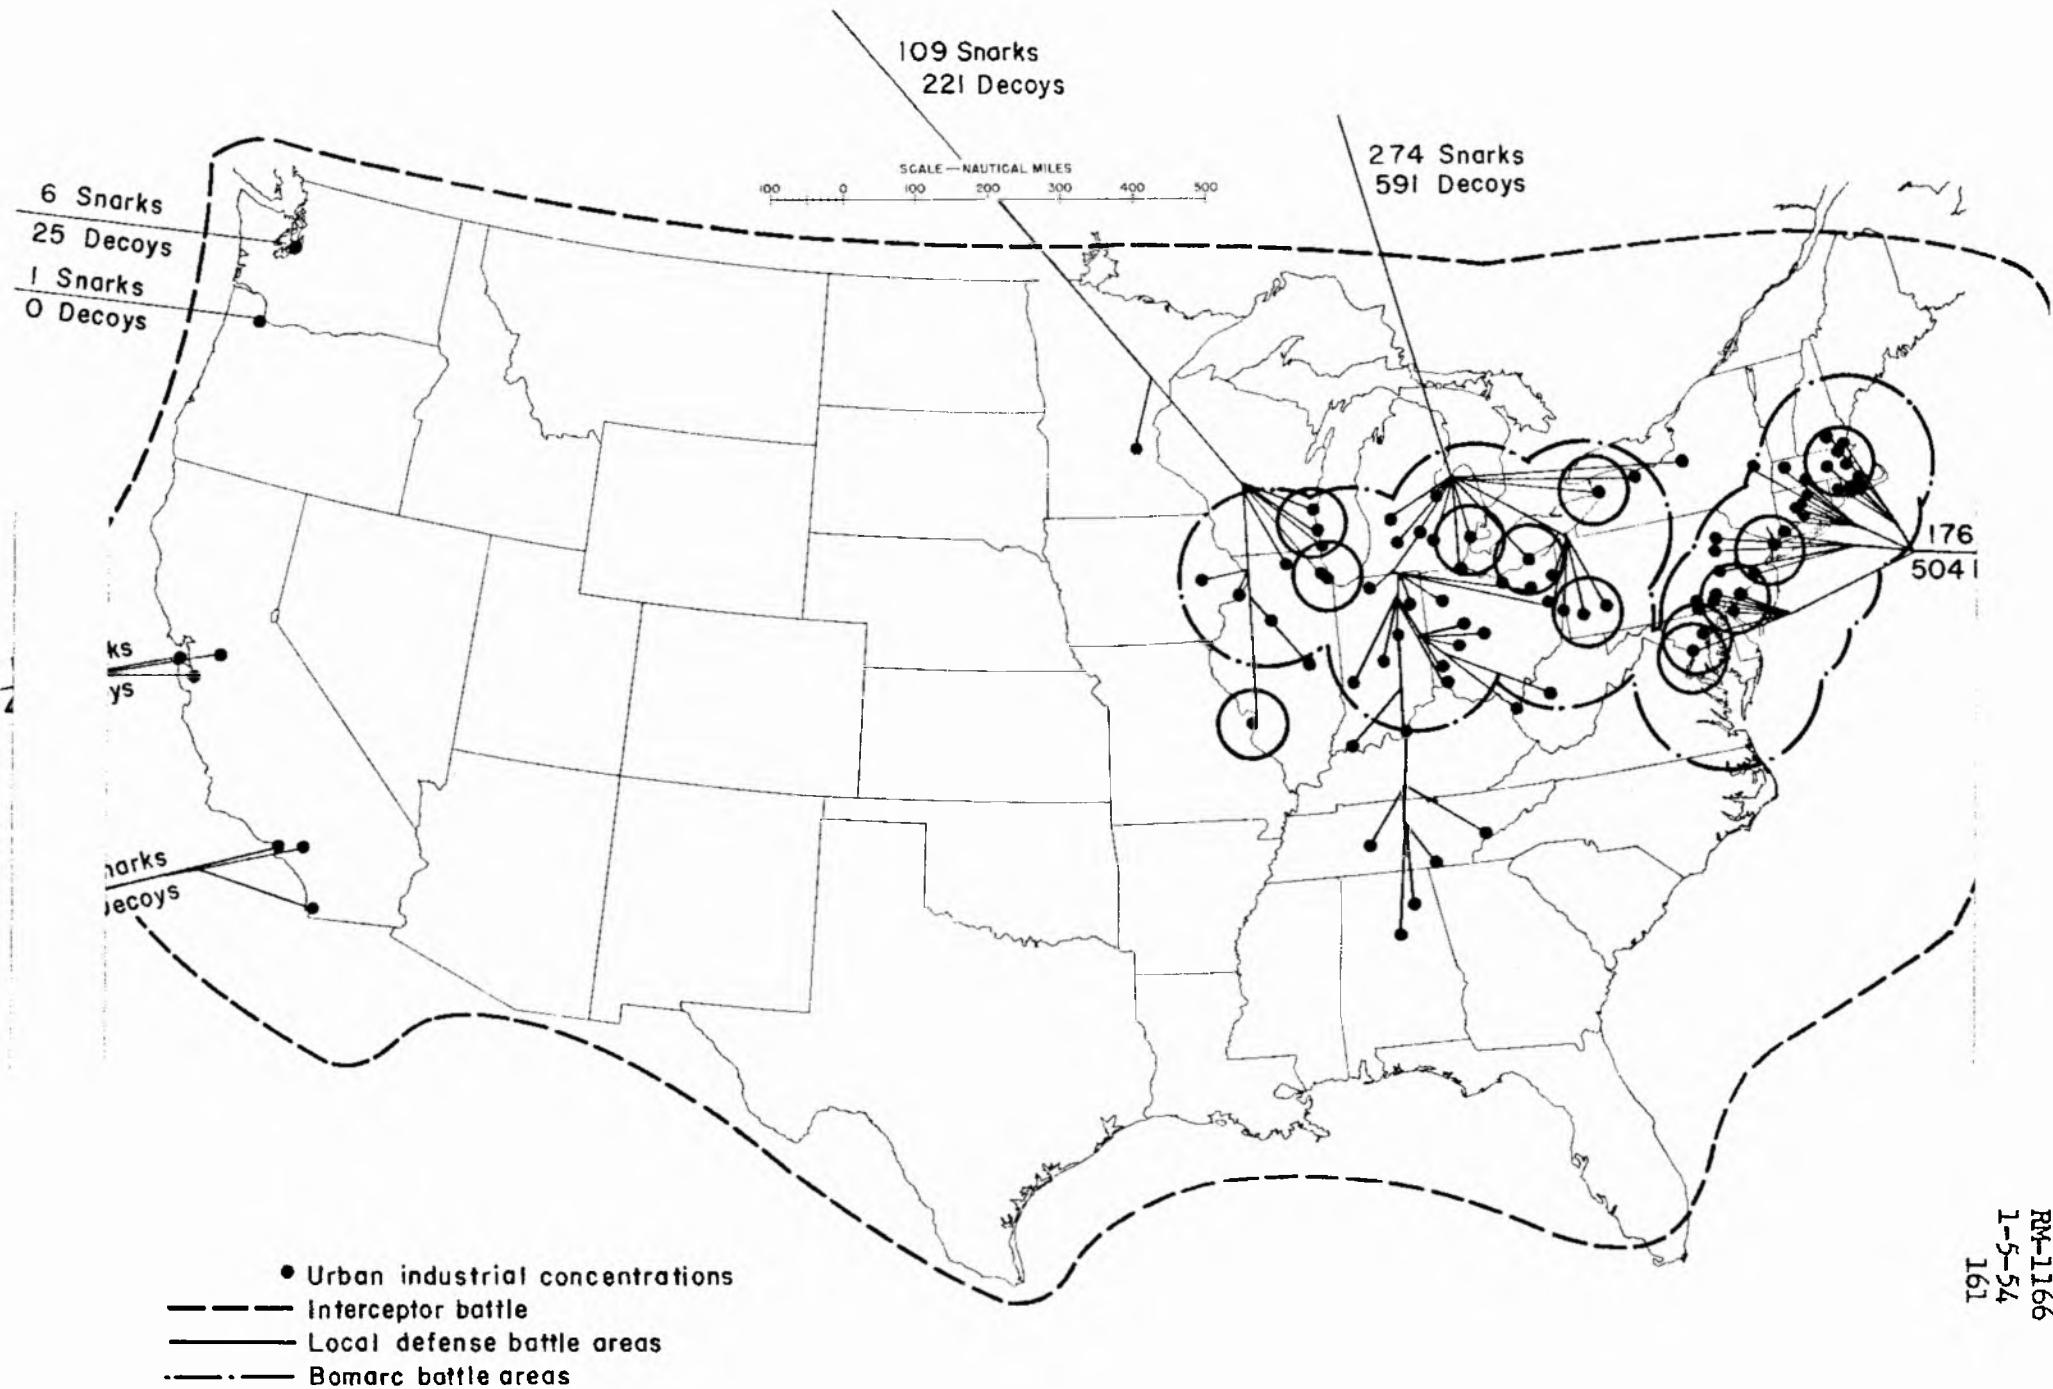 109 Snarks
221 Decoys
274 Snarks
591 Decoys
SCALE — NAUTICAL MILES
100 0 100 200 300 400 500
6 Snarks
25 Decoys
1 Snarks
0 Decoys
ks
ys
narks
ecoys
176
504
● Urban industrial concentrations
Interceptor battle
Local defense battle areas
Bomarc battle areas
RM-1166
1-5-54
161